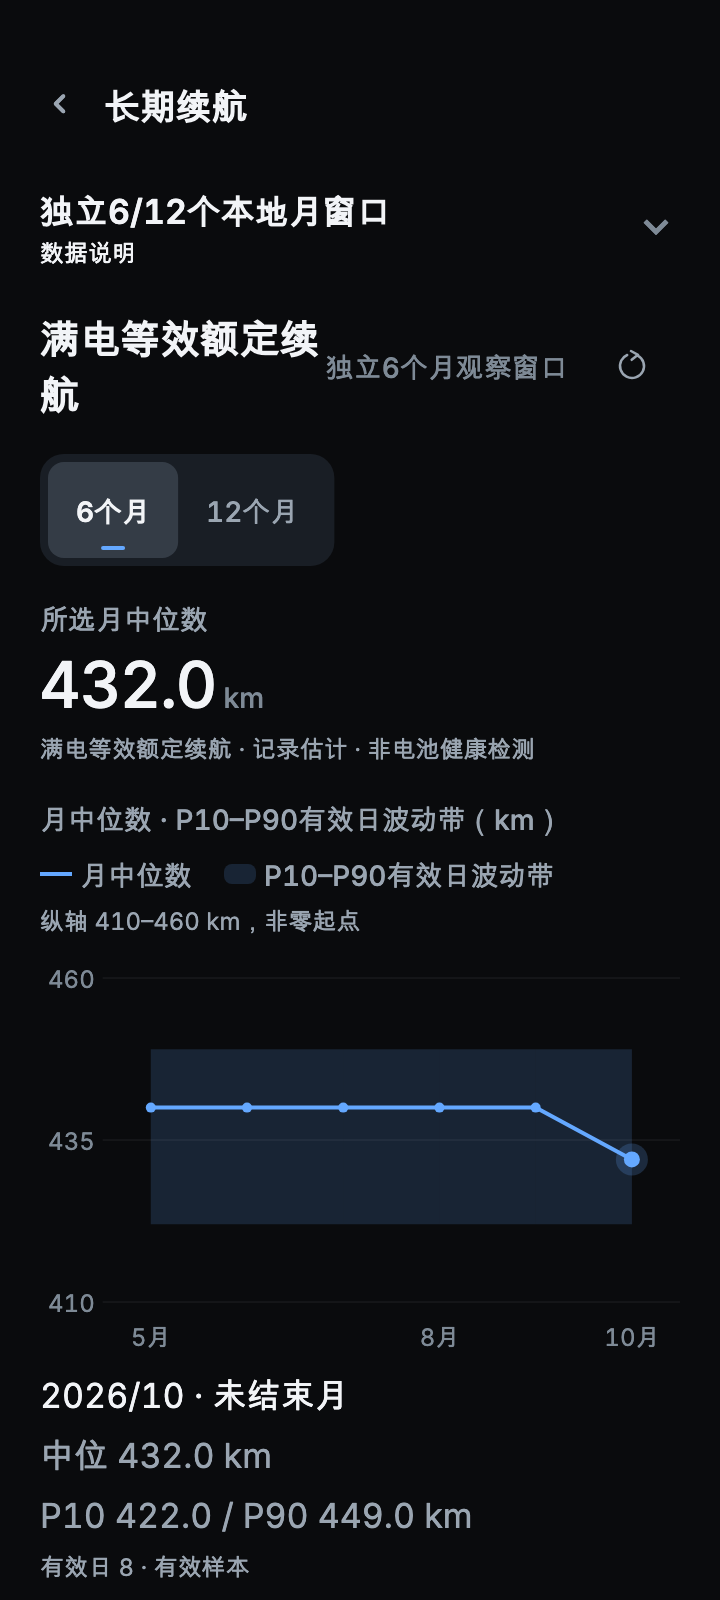 长期续航
独立6/12个本地月窗口
数据说明
满电等效额定续航
独立6个月观察窗口
6个月 12个月
所选月中位数
432.0 km
满电等效额定续航 · 记录估计 · 非电池健康检测
月中位数 · P10–P90有效日波动带（km）
月中位数 P10–P90有效日波动带
纵轴 410–460 km，非零起点
460
435
410
5月 8月 10月
2026/10 · 未结束月
中位 432.0 km
P10 422.0 / P90 449.0 km
有效日 8 · 有效样本